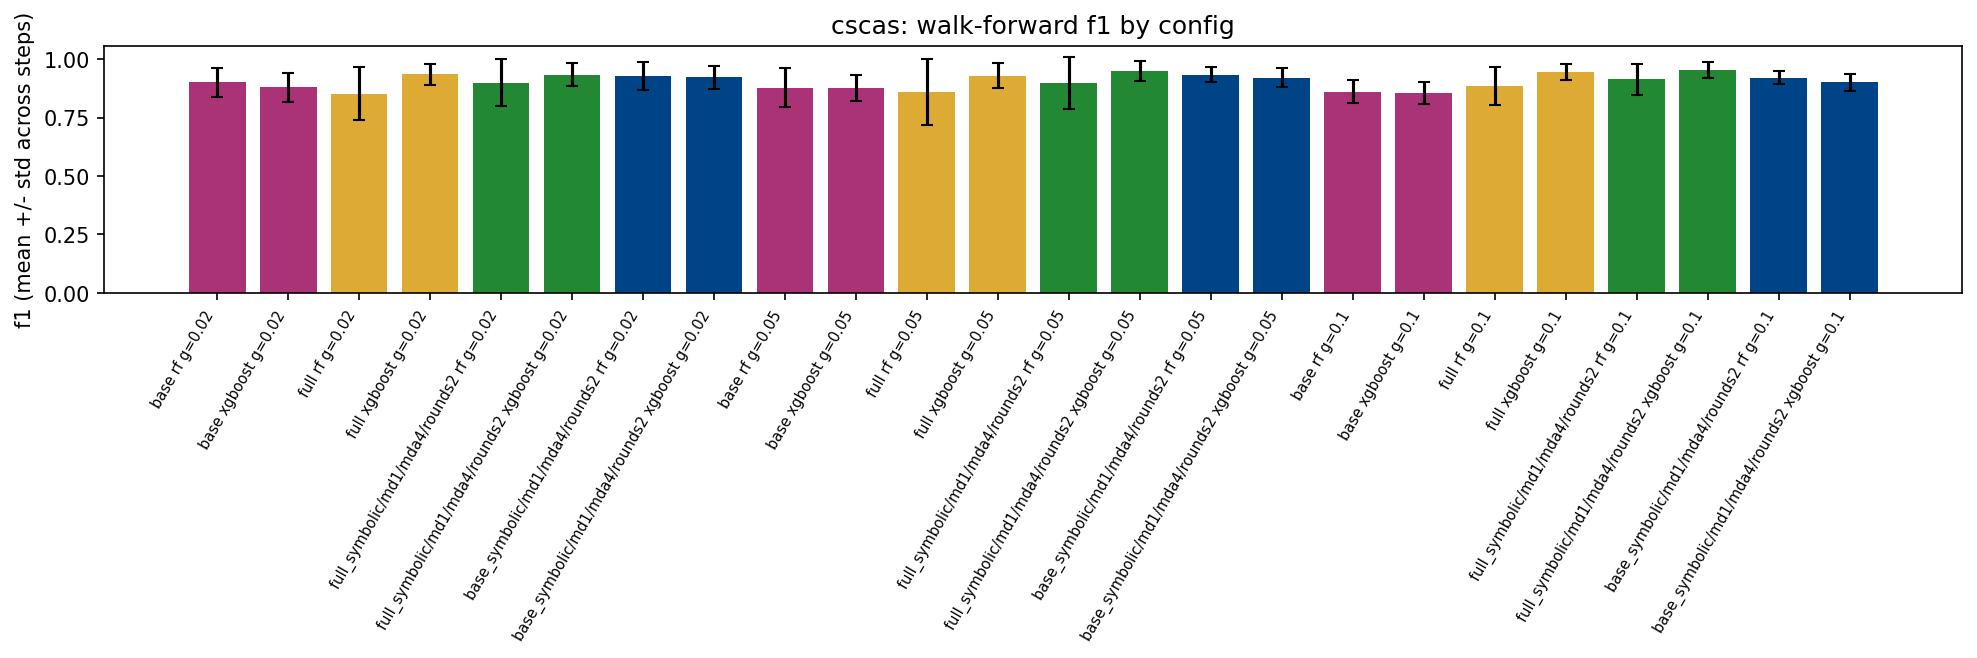 cscas: walk-forward f1 by config
f1 (mean +/- std across steps)
1.00
0.75
0.50
0.25
0.00
base rf g=0.02
base xgboost g=0.02
full rf g=0.02
full xgboost g=0.02
full_symbolic/md1/mda4/rounds2 rf g=0.02
full_symbolic/md1/mda4/rounds2 xgboost g=0.02
base_symbolic/md1/mda4/rounds2 rf g=0.02
base_symbolic/md1/mda4/rounds2 xgboost g=0.02
base rf g=0.05
base xgboost g=0.05
full rf g=0.05
full xgboost g=0.05
full_symbolic/md1/mda4/rounds2 rf g=0.05
full_symbolic/md1/mda4/rounds2 xgboost g=0.05
base_symbolic/md1/mda4/rounds2 rf g=0.05
base_symbolic/md1/mda4/rounds2 xgboost g=0.05
base rf g=0.1
base xgboost g=0.1
full rf g=0.1
full xgboost g=0.1
full_symbolic/md1/mda4/rounds2 rf g=0.1
full_symbolic/md1/mda4/rounds2 xgboost g=0.1
base_symbolic/md1/mda4/rounds2 rf g=0.1
base_symbolic/md1/mda4/rounds2 xgboost g=0.1